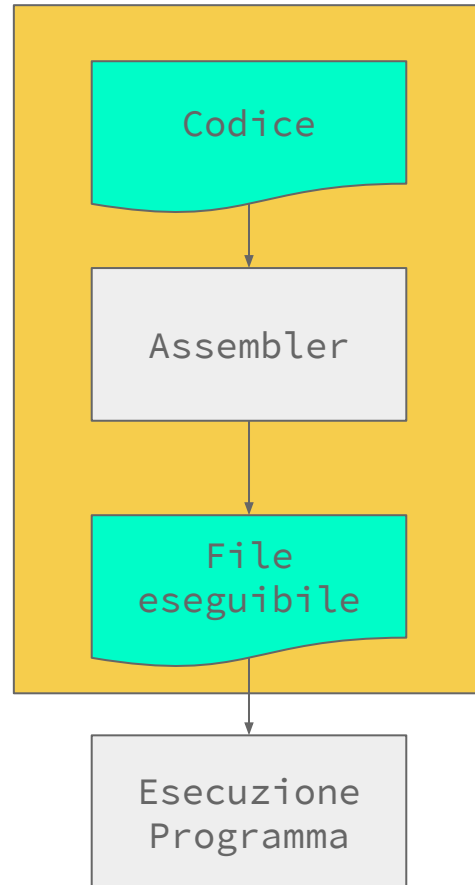 Codice
Assembler
File
eseguibile
Esecuzione
Programma